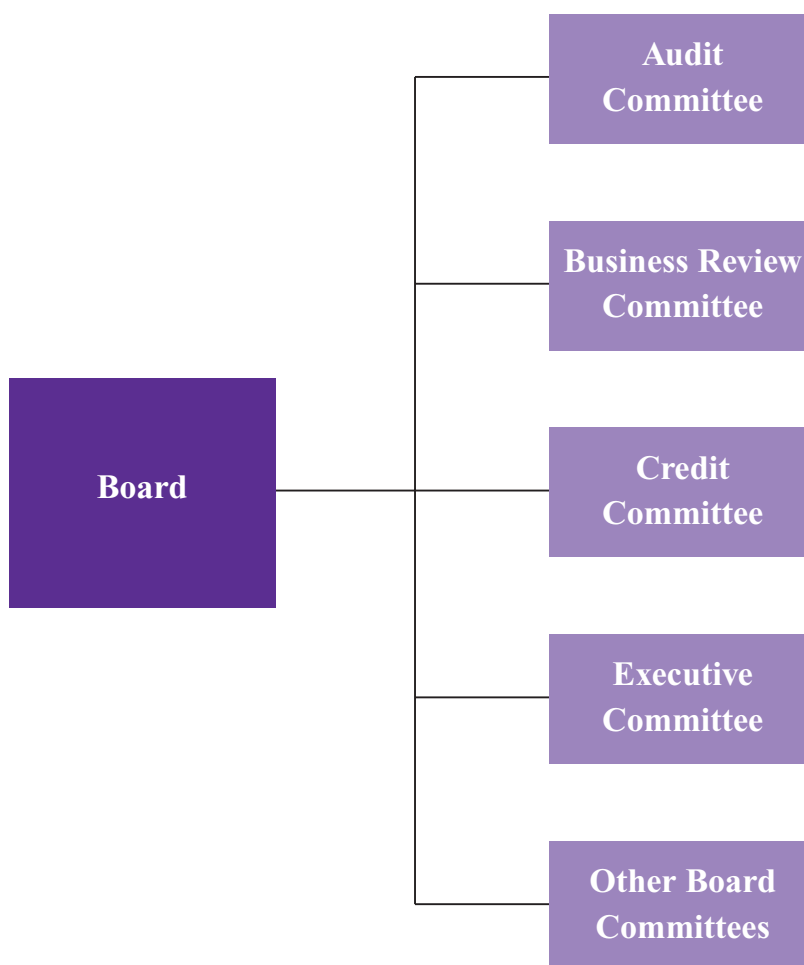 Audit
Committee
Business Review
Committee
Board
Credit
Committee
Executive
Committee
Other Board
Committees